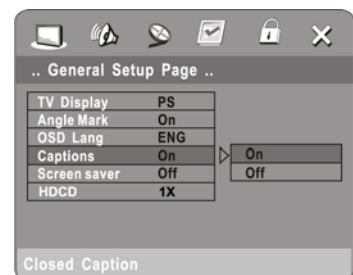 .. General Setup Page ..
TV Display PS
Angle Mark On
OSD Lang ENG
Captions On On
Screen saver Off Off
HDCD 1X
Closed Caption